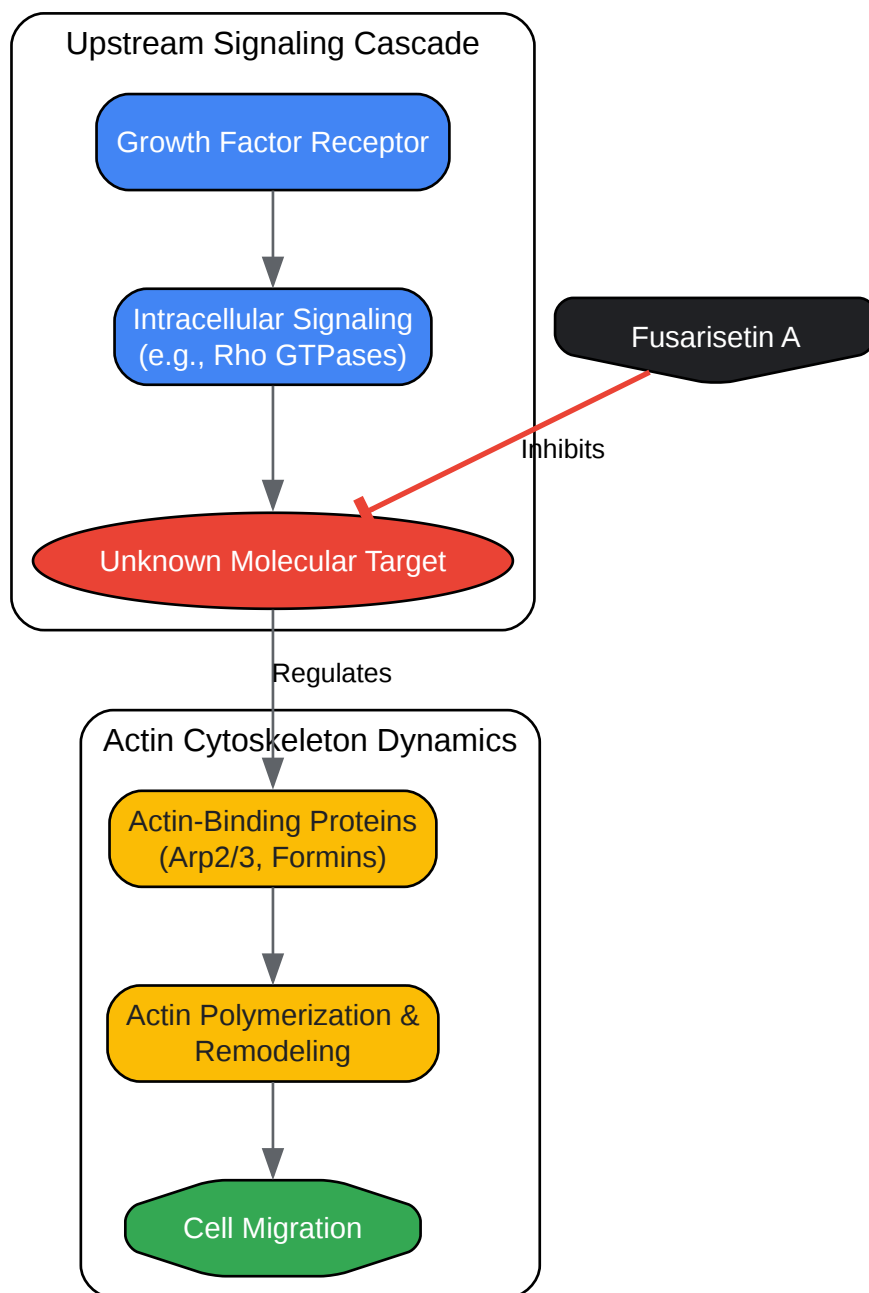 Upstream Signaling Cascade
Growth Factor Receptor
Intracellular Signaling
(e.g., Rho GTPases)
Fusarisetin A
Inhibits
Unknown Molecular Target
Regulates
Actin Cytoskeleton Dynamics
Actin-Binding Proteins
(Arp2/3, Formins)
Actin Polymerization &
Remodeling
Cell Migration